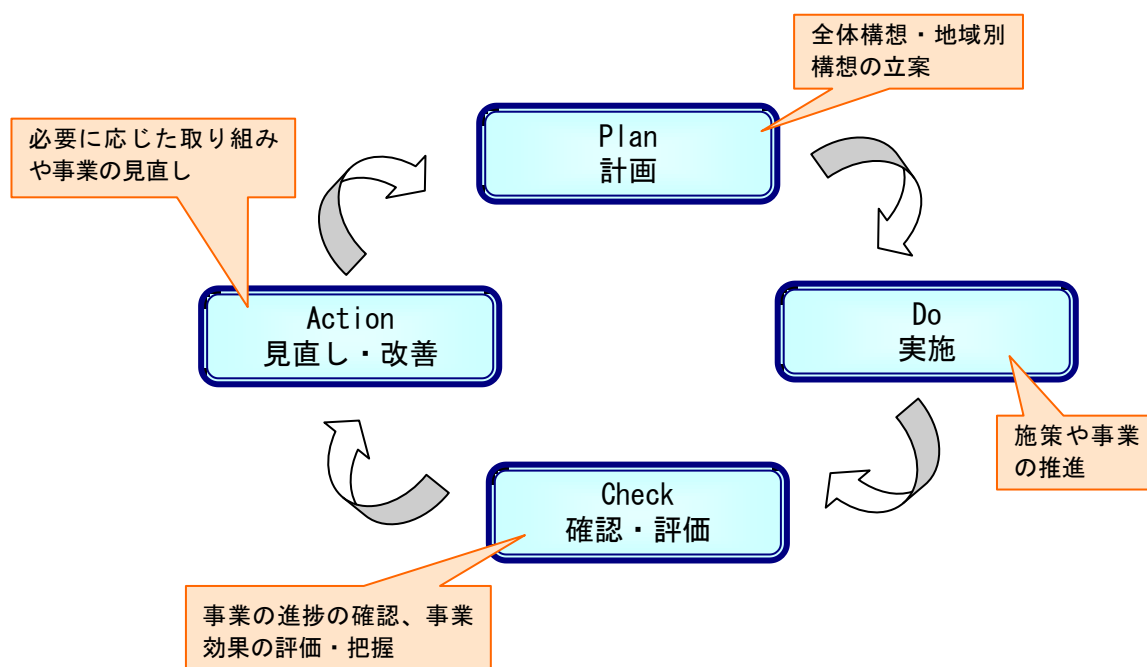 全体構想・地域別
構想の立案
Plan
計画
必要に応じた取り組み
や事業の見直し
Action
見直し・改善
Do
実施
施策や事業
の推進
Check
確認・評価
事業の進捗の確認、事業
効果の評価・把握